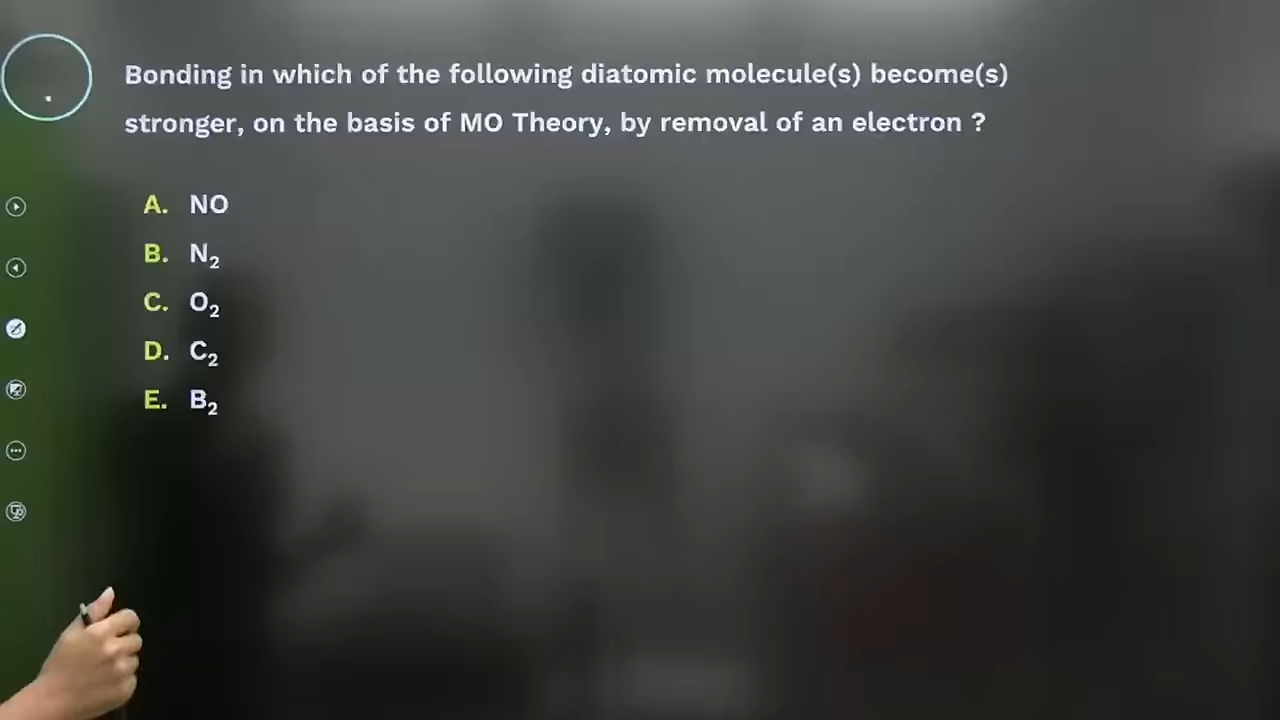 Bonding in which of the following diatomic molecule(s) become(s)
stronger, on the basis of MO Theory, by removal of an electron ?
A. NO
B. N₂
C. O₂
D. C₂
E. B₂